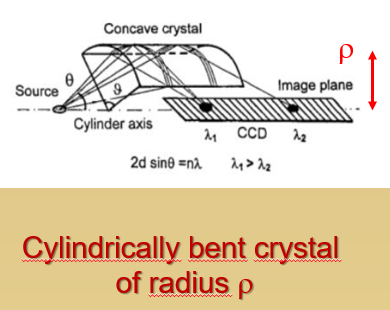 Concave crystal
ρ
θ
ϑ
Source
Image plane
Cylinder axis
λ1 CCD λ2
2d sinθ =nλ λ1> λ2
Cylindrically bent crystal
of radius ρ